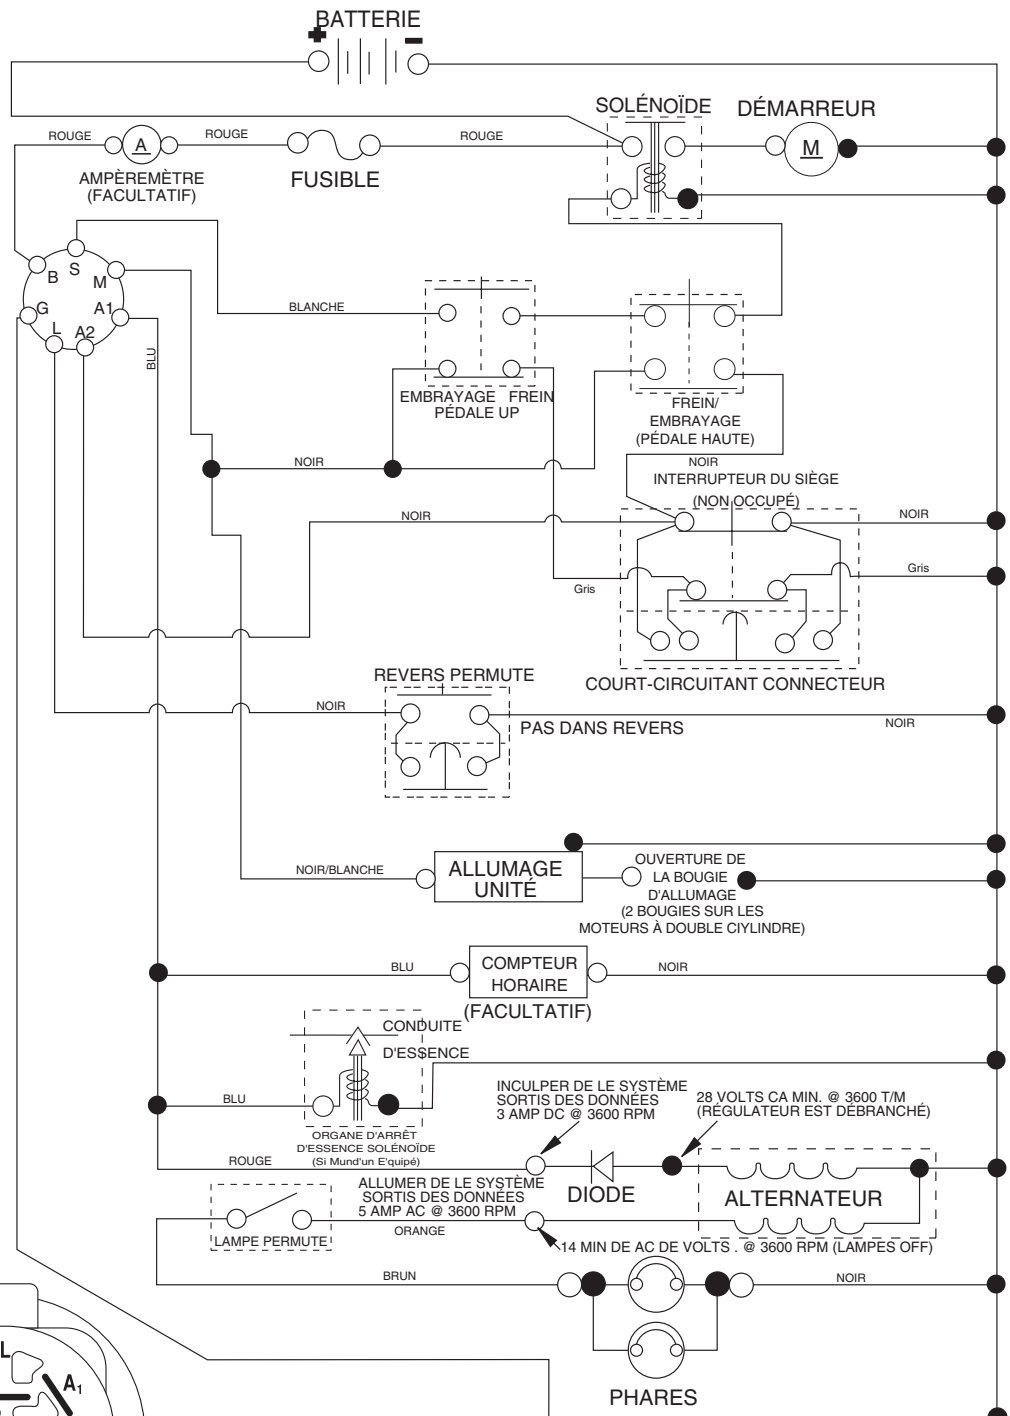 BATTERIE
SOLÉNOÏDE
DÉMARREUR
ROUGE
A
ROUGE
ROUGE
M
AMPÈREMÈTRE
(FACULTATIF)
FUSIBLE
B
S
M
G
A1
L
A2
BLU
BLANCHE
EMBRAYAGE FREIN
PÉDALE UP
FREIN/
EMBRAYAGE
(PÉDALE HAUTE)
NOIR
NOIR
INTERRUPTEUR DU SIÈGE
(NON OCCUPÉ)
NOIR
NOIR
Gris
Gris
COURT-CIRCUITANT CONNECTEUR
REVERS PERMUTE
NOIR
PAS DANS REVERS
NOIR
NOIR/BLANCHE
ALLUMAGE
UNITÉ
OUVERTURE DE
LA BOUGIE
D'ALLUMAGE
(2 BOUGIES SUR LES
MOTEURS À DOUBLE CIYLINDRE)
BLU
COMPTEUR
HORAIRE
NOIR
(FACULTATIF)
CONDUITE
D'ESSENCE
BLU
ORGANE D'ARRÊT
D'ESSENCE SOLÉNOÏDE
(Si Mund'un E'quipé)
INCULPER DE LE SYSTÈME
SORTIS DES DONNÉES
3 AMP DC @ 3600 RPM
28 VOLTS CA MIN. @ 3600 T/M
(RÉGULATEUR EST DÉBRANCHÉ)
ROUGE
DIODE
ALTERNATEUR
ALLUMER DE LE SYSTÈME
SORTIS DES DONNÉES
5 AMP AC @ 3600 RPM
LAMPE PERMUTE
ORANGE
14 MIN DE AC DE VOLTS . @ 3600 RPM (LAMPES OFF)
BRUN
NOIR
PHARES
L
A1